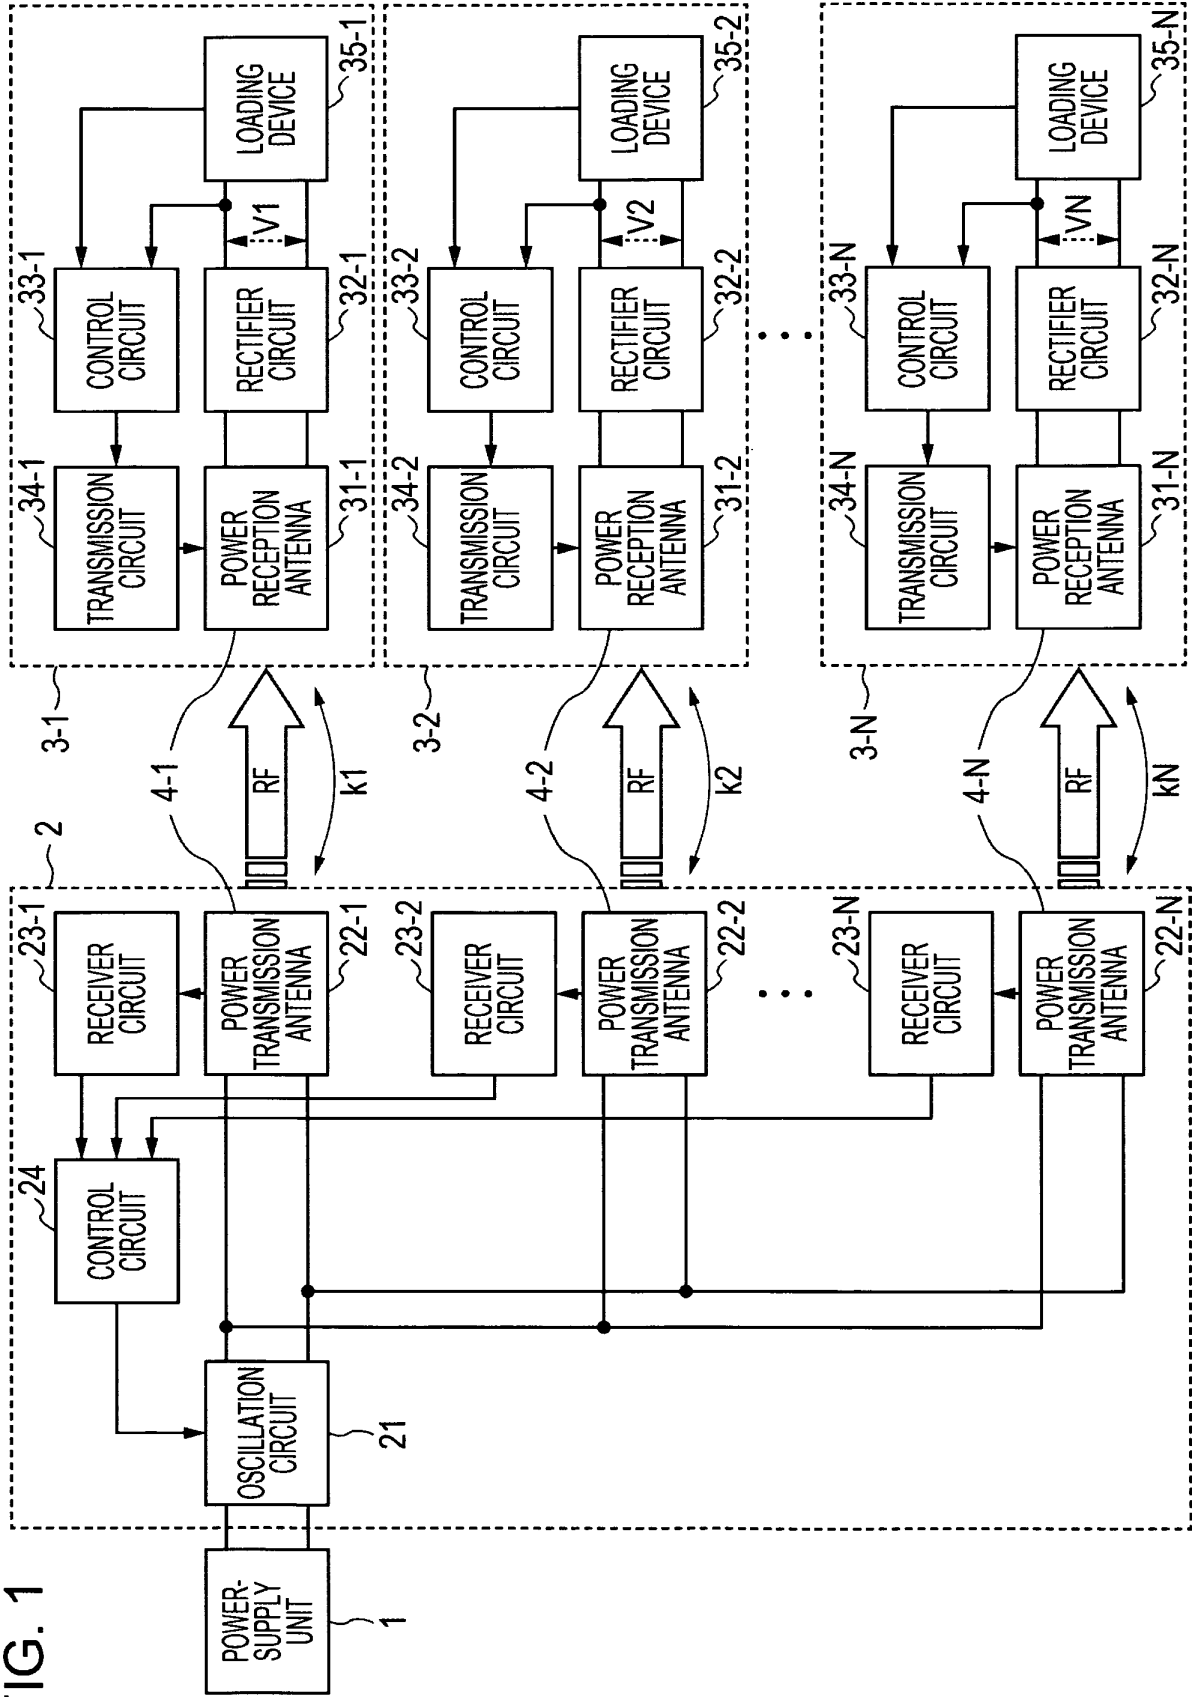 FIG. 1
POWER-
SUPPLY
UNIT
1
2
OSCILLATION
CIRCUIT
21
CONTROL
CIRCUIT
24
RECEIVER
CIRCUIT
23-1
POWER
TRANSMISSION
ANTENNA
22-1
RECEIVER
CIRCUIT
23-2
POWER
TRANSMISSION
ANTENNA
22-2
RECEIVER
CIRCUIT
23-N
POWER
TRANSMISSION
ANTENNA
22-N
4-1
RF
k1
4-2
RF
k2
4-N
RF
kN
3-1
TRANSMISSION
CIRCUIT
34-1
POWER
RECEPTION
ANTENNA
31-1
CONTROL
CIRCUIT
33-1
RECTIFIER
CIRCUIT
32-1
V1
LOADING
DEVICE
35-1
3-2
TRANSMISSION
CIRCUIT
34-2
POWER
RECEPTION
ANTENNA
31-2
CONTROL
CIRCUIT
33-2
RECTIFIER
CIRCUIT
32-2
V2
LOADING
DEVICE
35-2
3-N
TRANSMISSION
CIRCUIT
34-N
POWER
RECEPTION
ANTENNA
31-N
CONTROL
CIRCUIT
33-N
RECTIFIER
CIRCUIT
32-N
VN
LOADING
DEVICE
35-N